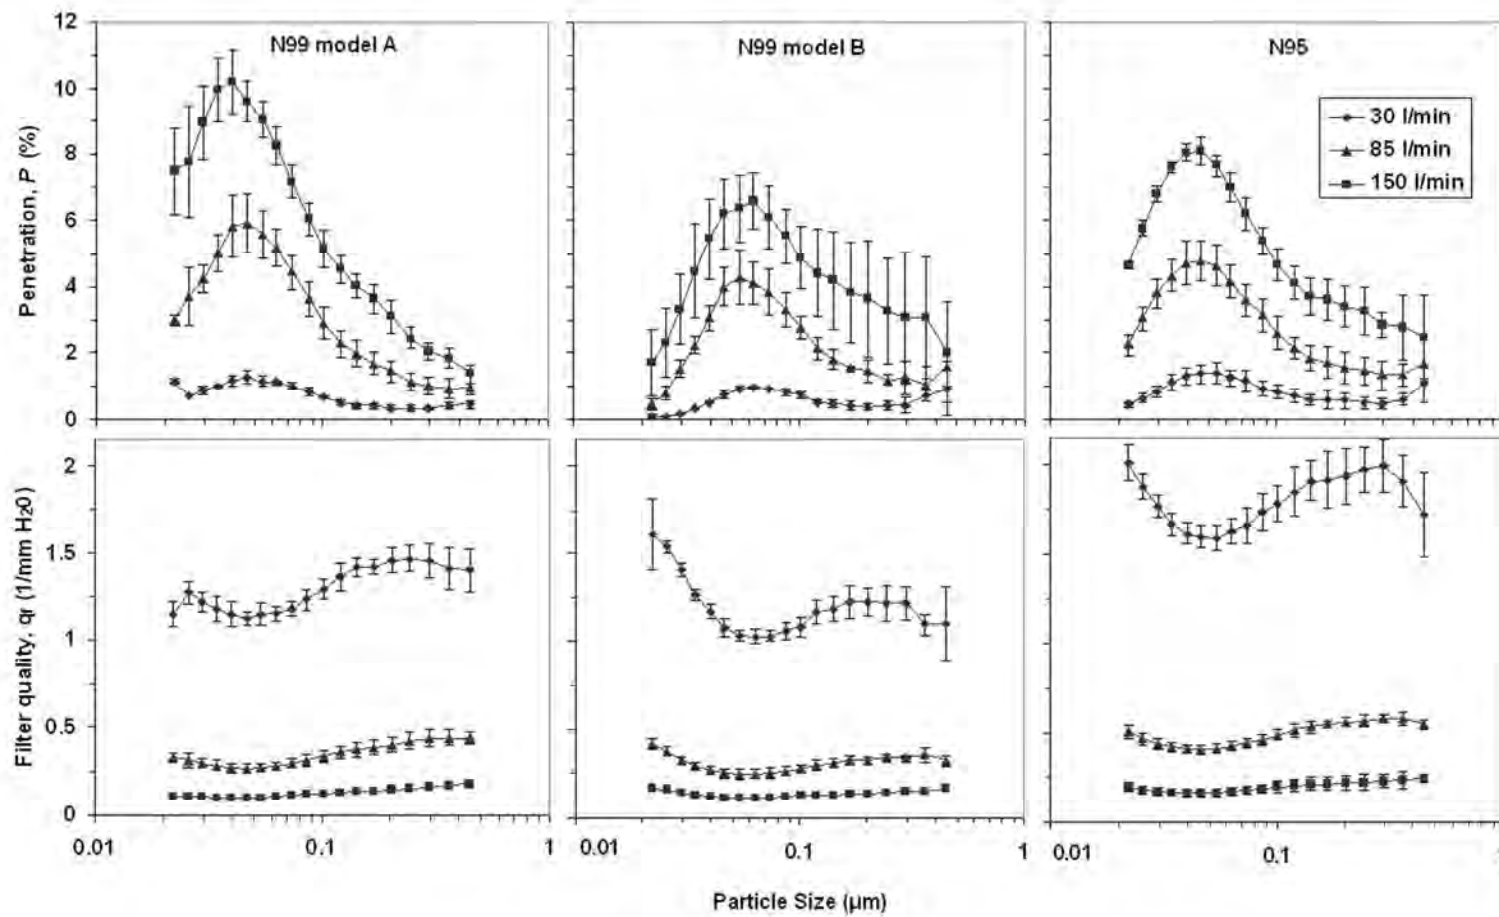 12
10
8
6
4
2
0
Penetration, P (%)
N99 model A
N99 model B
N95
30 l/min
85 l/min
150 l/min
2
1.5
1
0.5
0
Filter quality, qf (1/mm H20)
0.01
0.1
1
0.01
0.1
1
0.01
0.1
1
Particle Size (µm)